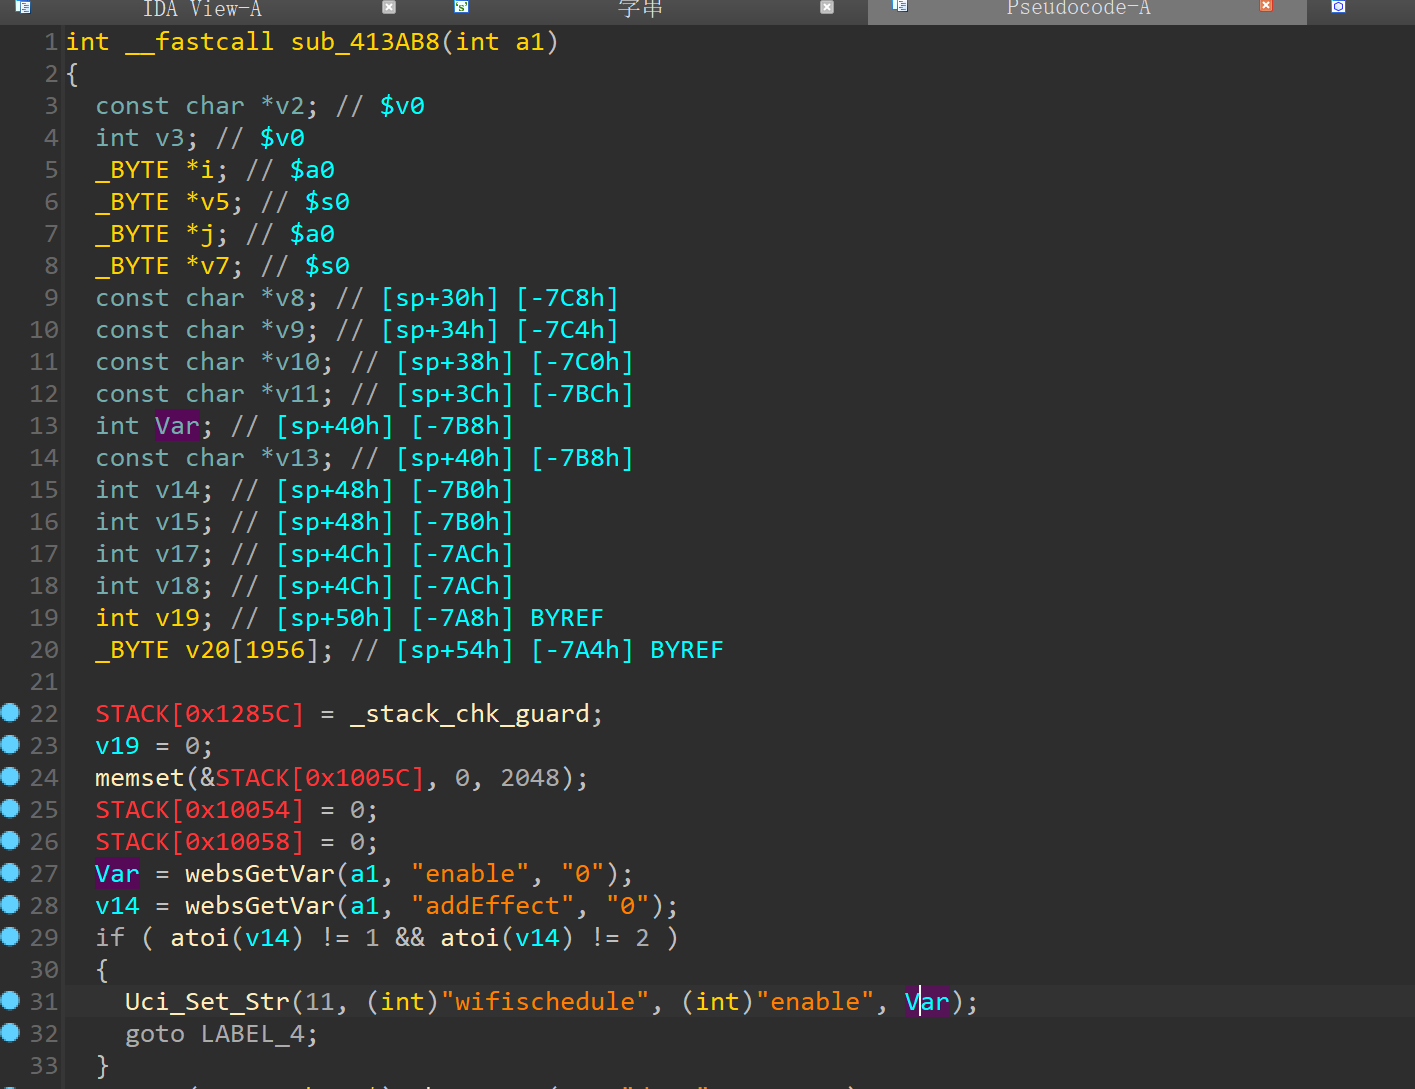 IDA View-A 字串 Pseudocode-A
1 int __fastcall sub_413AB8(int a1)
2 {
3 const char *v2; // $v0
4 int v3; // $v0
5 _BYTE *i; // $a0
6 _BYTE *v5; // $s0
7 _BYTE *j; // $a0
8 _BYTE *v7; // $s0
9 const char *v8; // [sp+30h] [-7C8h]
10 const char *v9; // [sp+34h] [-7C4h]
11 const char *v10; // [sp+38h] [-7C0h]
12 const char *v11; // [sp+3Ch] [-7BCh]
13 int Var; // [sp+40h] [-7B8h]
14 const char *v13; // [sp+40h] [-7B8h]
15 int v14; // [sp+48h] [-7B0h]
16 int v15; // [sp+48h] [-7B0h]
17 int v17; // [sp+4Ch] [-7ACh]
18 int v18; // [sp+4Ch] [-7ACh]
19 int v19; // [sp+50h] [-7A8h] BYREF
20 _BYTE v20[1956]; // [sp+54h] [-7A4h] BYREF
21
22 STACK[0x1285C] = _stack_chk_guard;
23 v19 = 0;
24 memset(&STACK[0x1005C], 0, 2048);
25 STACK[0x10054] = 0;
26 STACK[0x10058] = 0;
27 Var = websGetVar(a1, "enable", "0");
28 v14 = websGetVar(a1, "addEffect", "0");
29 if ( atoi(v14) != 1 && atoi(v14) != 2 )
30 {
31 Uci_Set_Str(11, (int)"wifischedule", (int)"enable", Var);
32 goto LABEL_4;
33 }